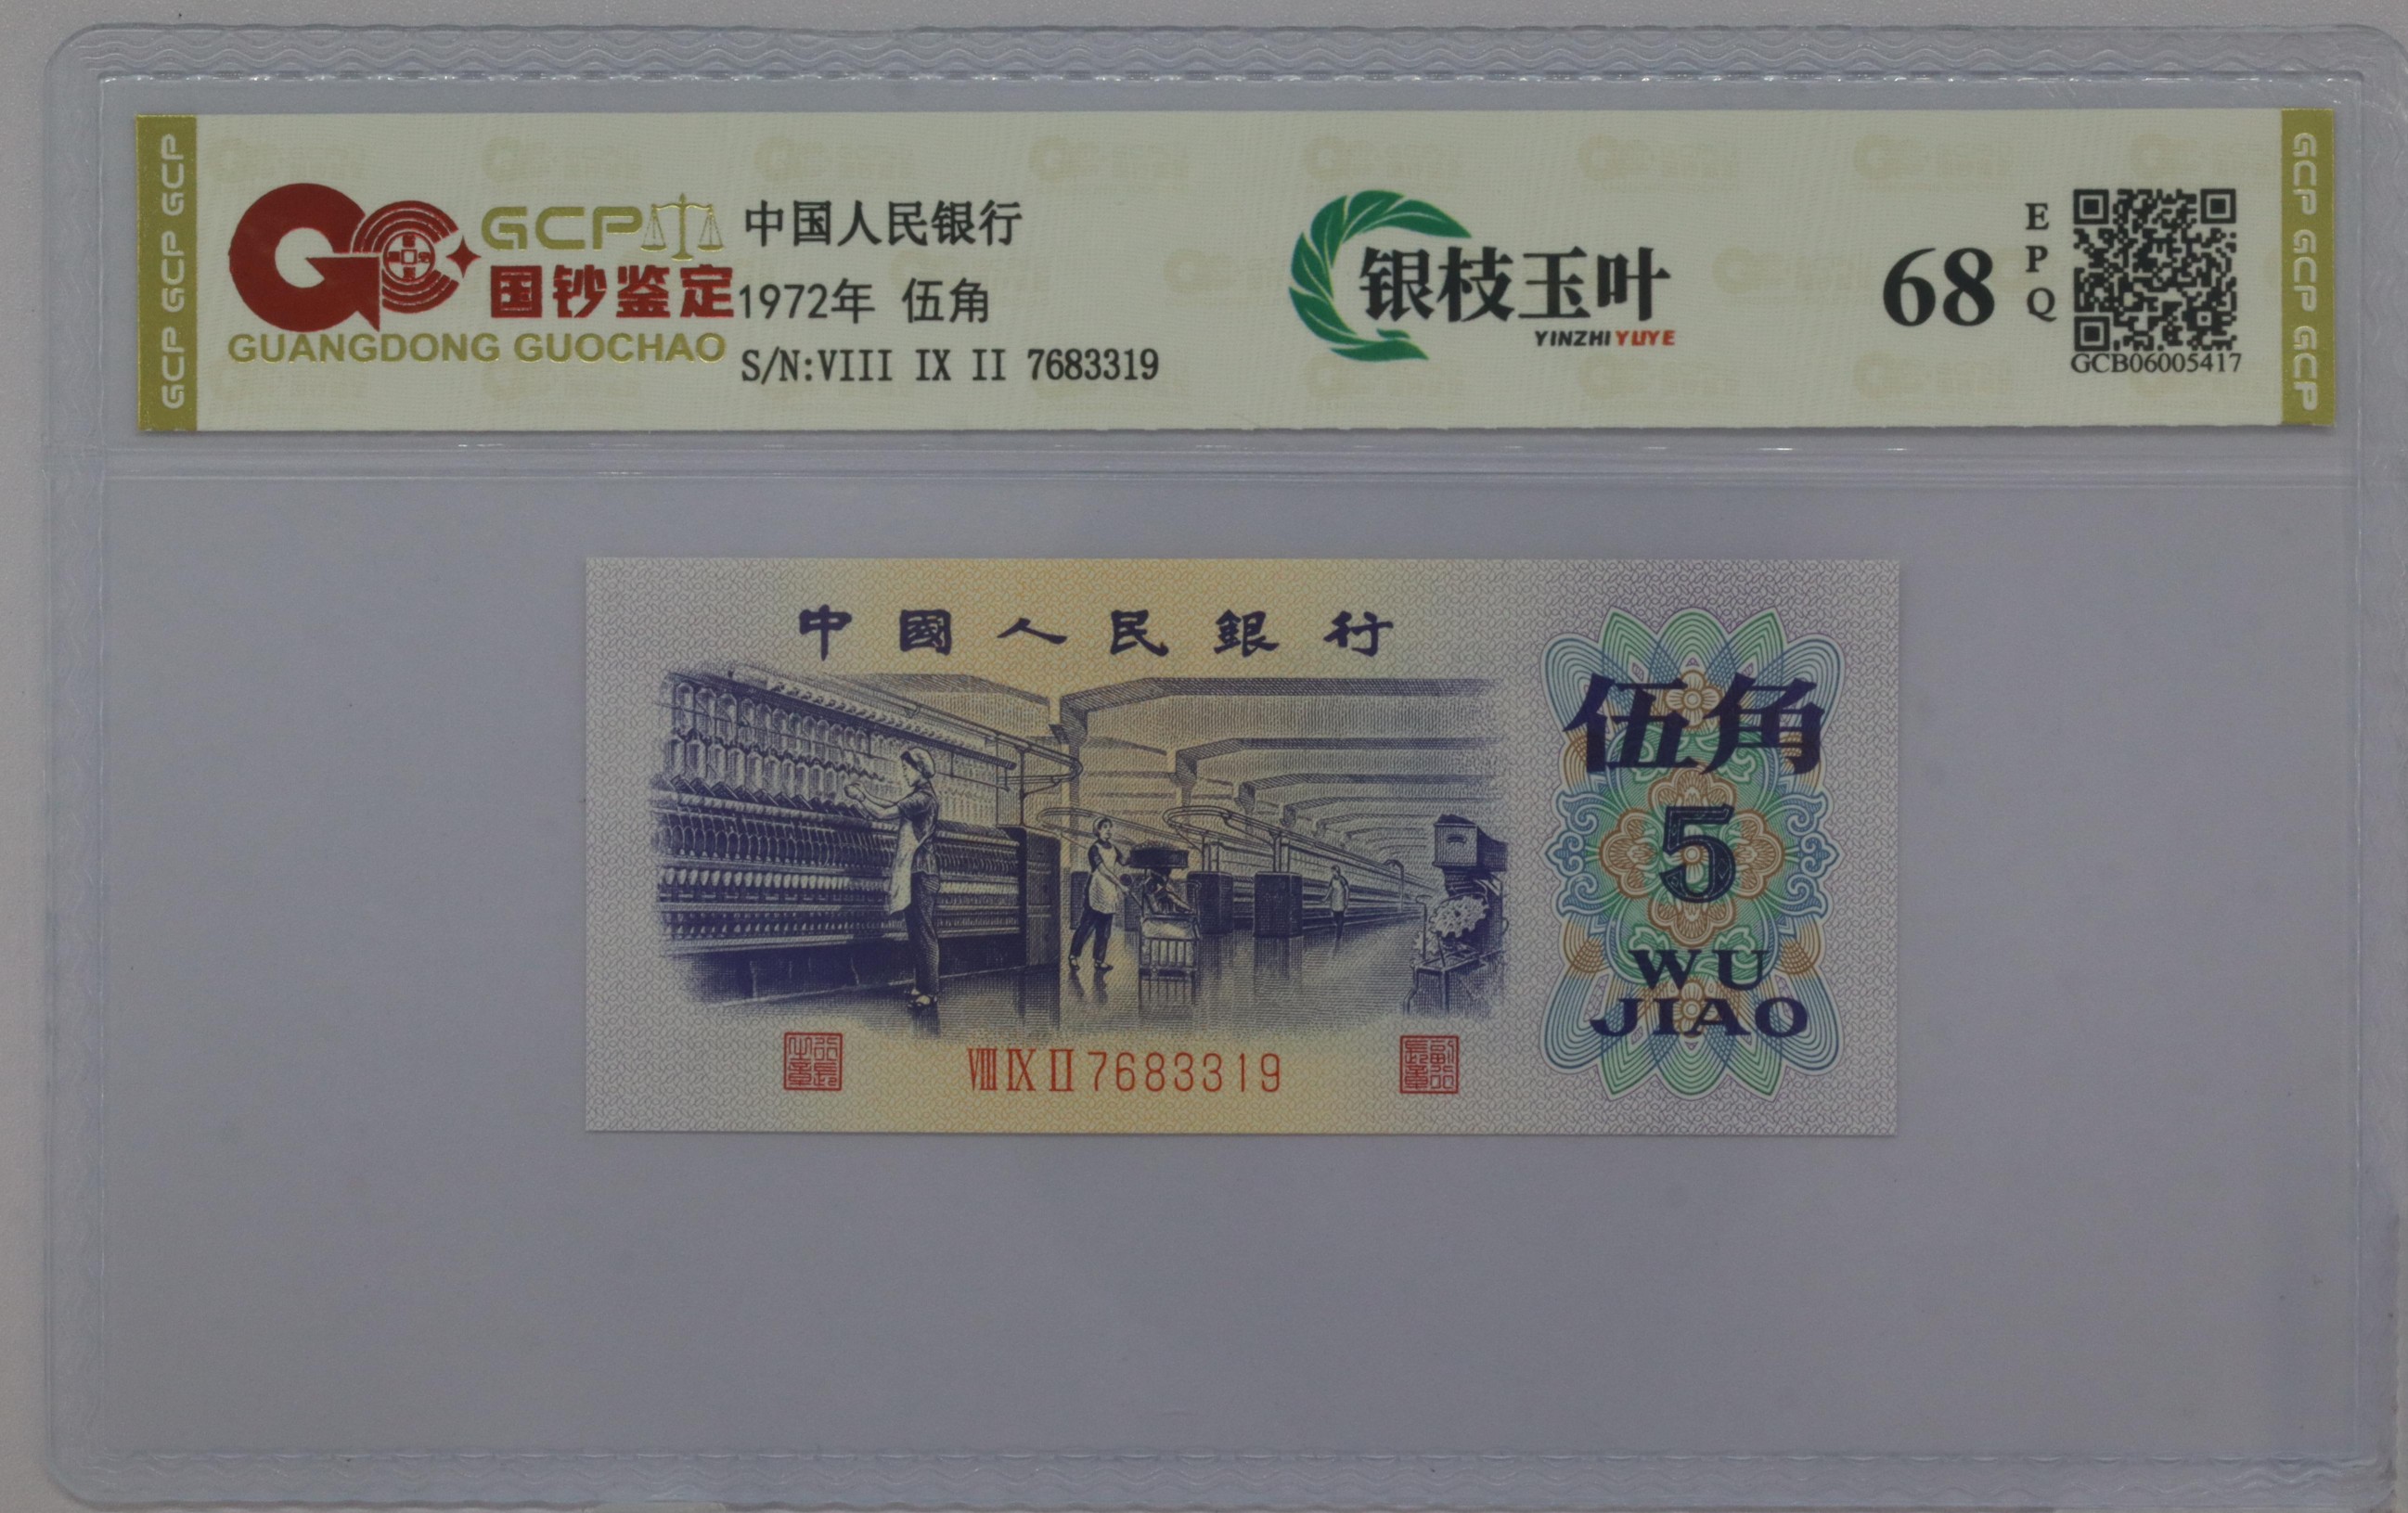 GCP GCP GCP
GCP
国钞鉴定
GUANGDONG GUOCHAO
中国人民银行
1972年 伍角
S/N:VIII IX II 7683319
银枝玉叶
YINZHI YUYE
68
EPQ
GCB06005417
GCP GCP GCP
中國人民銀行
伍角
5
WU
JIAO
VIII IX II 7683319